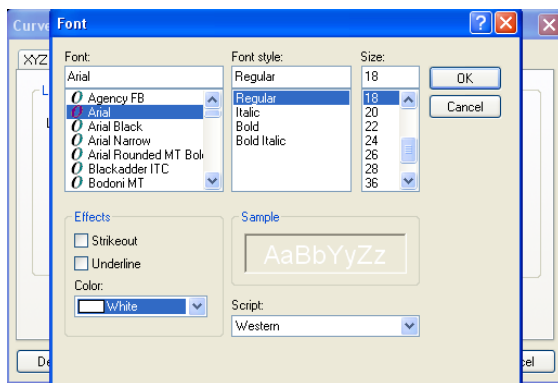 Curve
Font
XYZ
Font:
Font style:
Size:
Arial
Regular
18
OK
Cancel
Agency FB
Arial
Arial Black
Arial Narrow
Arial Rounded MT Bol
Blackadder ITC
Bodoni MT
Regular
Italic
Bold
Bold Italic
18
20
22
24
26
28
36
Effects
Strikeout
Underline
Color:
White
Sample
AaBbYyZz
Script:
Western
De
el